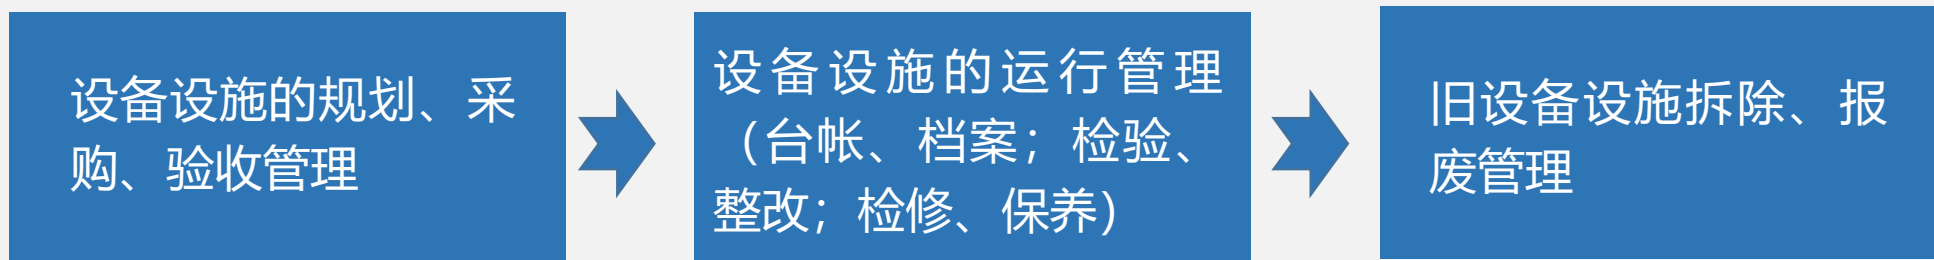 设备设施的规划、采
购、验收管理
设备设施的运行管理
（台帐、档案；检验、
整改；检修、保养）
旧设备设施拆除、报
废管理